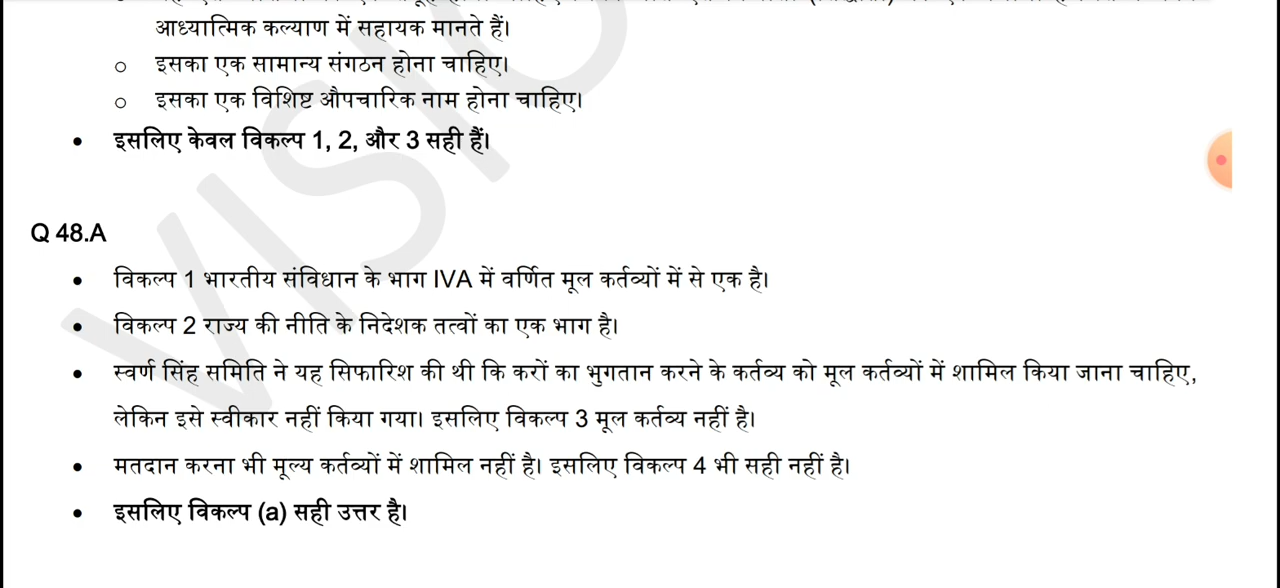 आध्यात्मिक कल्याण में सहायक मानते हैं।
○ इसका एक सामान्य संगठन होना चाहिए।
○ इसका एक विशिष्ट औपचारिक नाम होना चाहिए।
• इसलिए केवल विकल्प 1, 2, और 3 सही हैं।
Q 48.A
• विकल्प 1 भारतीय संविधान के भाग IVA में वर्णित मूल कर्तव्यों में से एक है।
• विकल्प 2 राज्य की नीति के निदेशक तत्वों का एक भाग है।
• स्वर्ण सिंह समिति ने यह सिफारिश की थी कि करों का भुगतान करने के कर्तव्य को मूल कर्तव्यों में शामिल किया जाना चाहिए,
लेकिन इसे स्वीकार नहीं किया गया। इसलिए विकल्प 3 मूल कर्तव्य नहीं है।
• मतदान करना भी मूल्य कर्तव्यों में शामिल नहीं है। इसलिए विकल्प 4 भी सही नहीं है।
• इसलिए विकल्प (a) सही उत्तर है।
VISIO